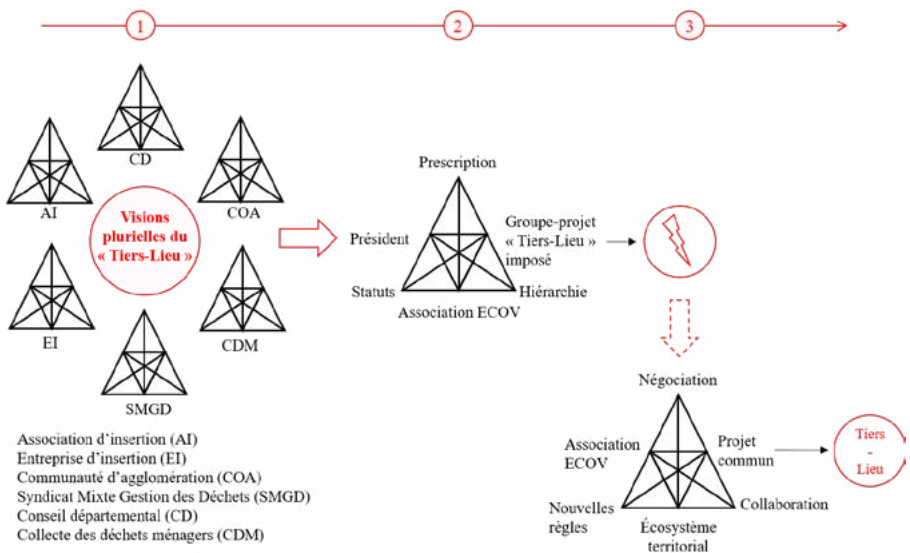 1
2
3
CD
AI
COA
Visions
plurielles du
« Tiers-Lieu »
EI
CDM
SMGD
Prescription
Président
Groupe-projet
« Tiers-Lieu »
imposé
Statuts
Hiérarchie
Association ECOV
Négociation
Association
ECOV
Projet
commun
Tiers
-
Lieu
Nouvelles
règles
Collaboration
Écosystème
territorial
Association d’insertion (AI)
Entreprise d’insertion (EI)
Communauté d’agglomération (COA)
Syndicat Mixte Gestion des Déchets (SMGD)
Conseil départemental (CD)
Collecte des déchets ménagers (CDM)